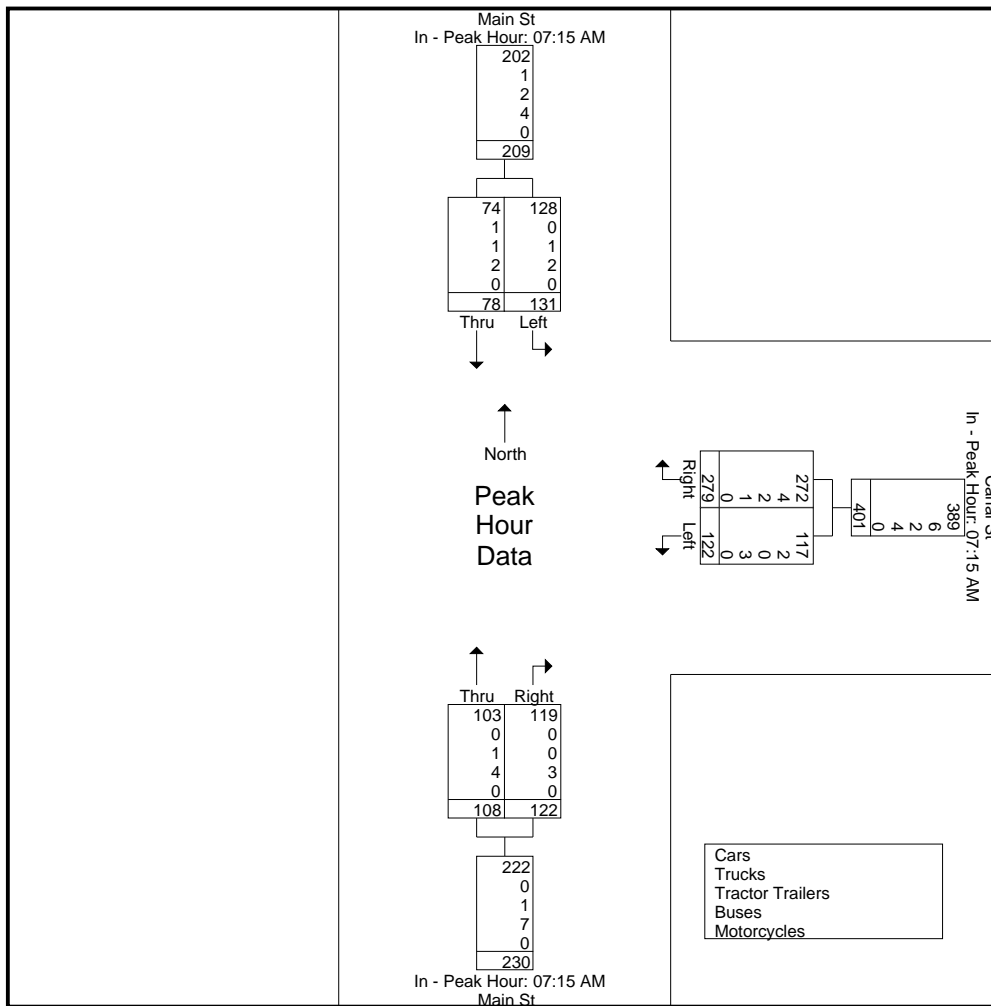 Main St
In - Peak Hour: 07:15 AM
202
1
2
4
0
209
74 128
1 0
1 1
2 2
0 0
78 131
Thru Left
North
Peak
Hour
Data
Right
279 0 1 2 4 272
Left
122 0 3 0 2 117
401 0 4 2 6 389
In - Peak Hour: 07:15 AM
Canal St
Thru Right
103 119
0 0
1 0
4 3
0 0
108 122
222
0
1
7
0
230
In - Peak Hour: 07:15 AM
Main St
Cars
Trucks
Tractor Trailers
Buses
Motorcycles